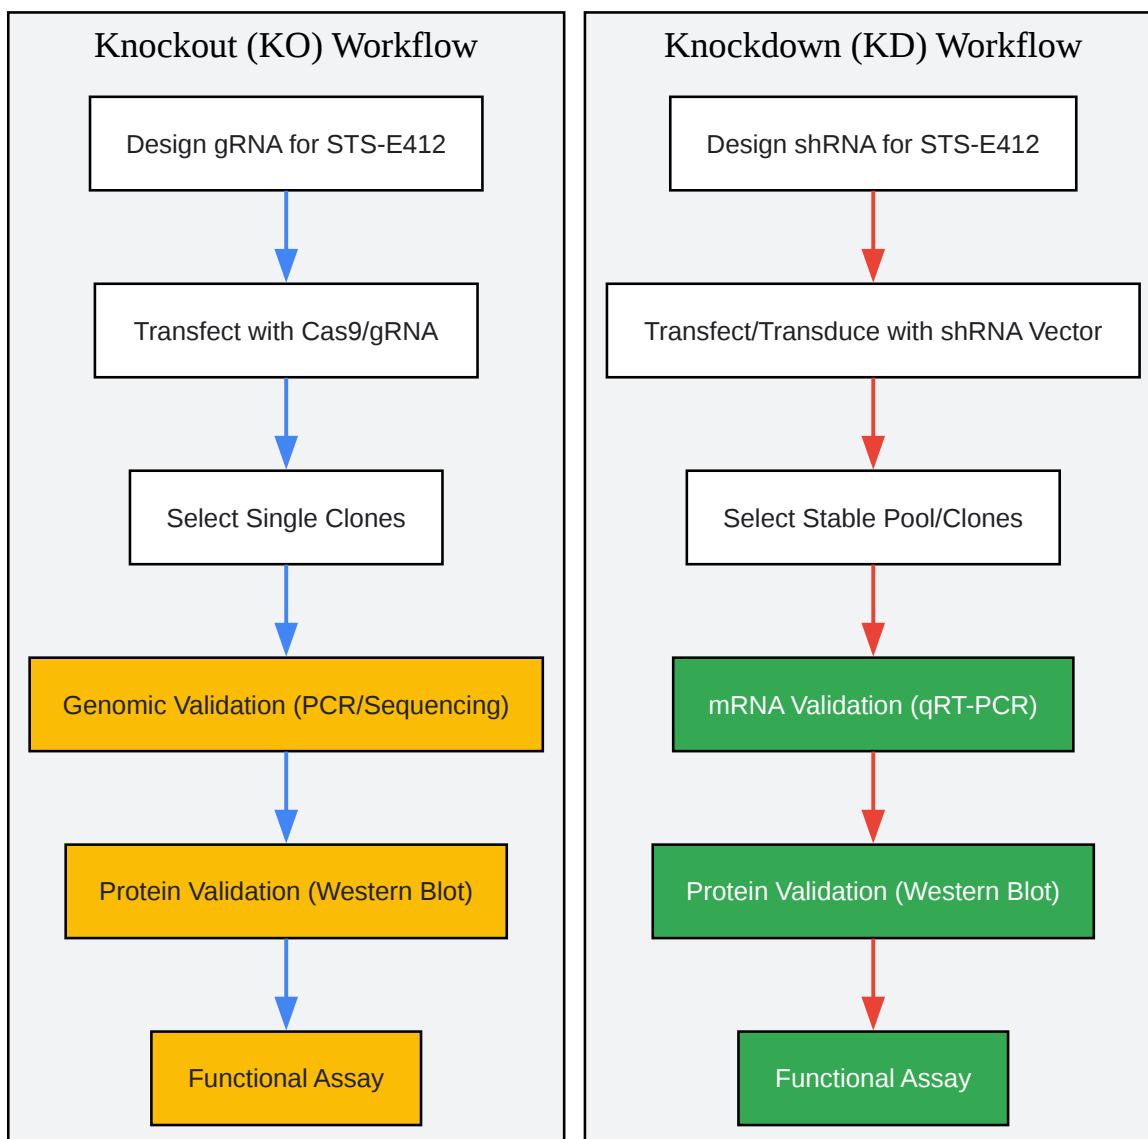 Knockout (KO) Workflow
Design gRNA for STS-E412
Transfect with Cas9/gRNA
Select Single Clones
Genomic Validation (PCR/Sequencing)
Protein Validation (Western Blot)
Functional Assay
Knockdown (KD) Workflow
Design shRNA for STS-E412
Transfect/Transduce with shRNA Vector
Select Stable Pool/Clones
mRNA Validation (qRT-PCR)
Protein Validation (Western Blot)
Functional Assay